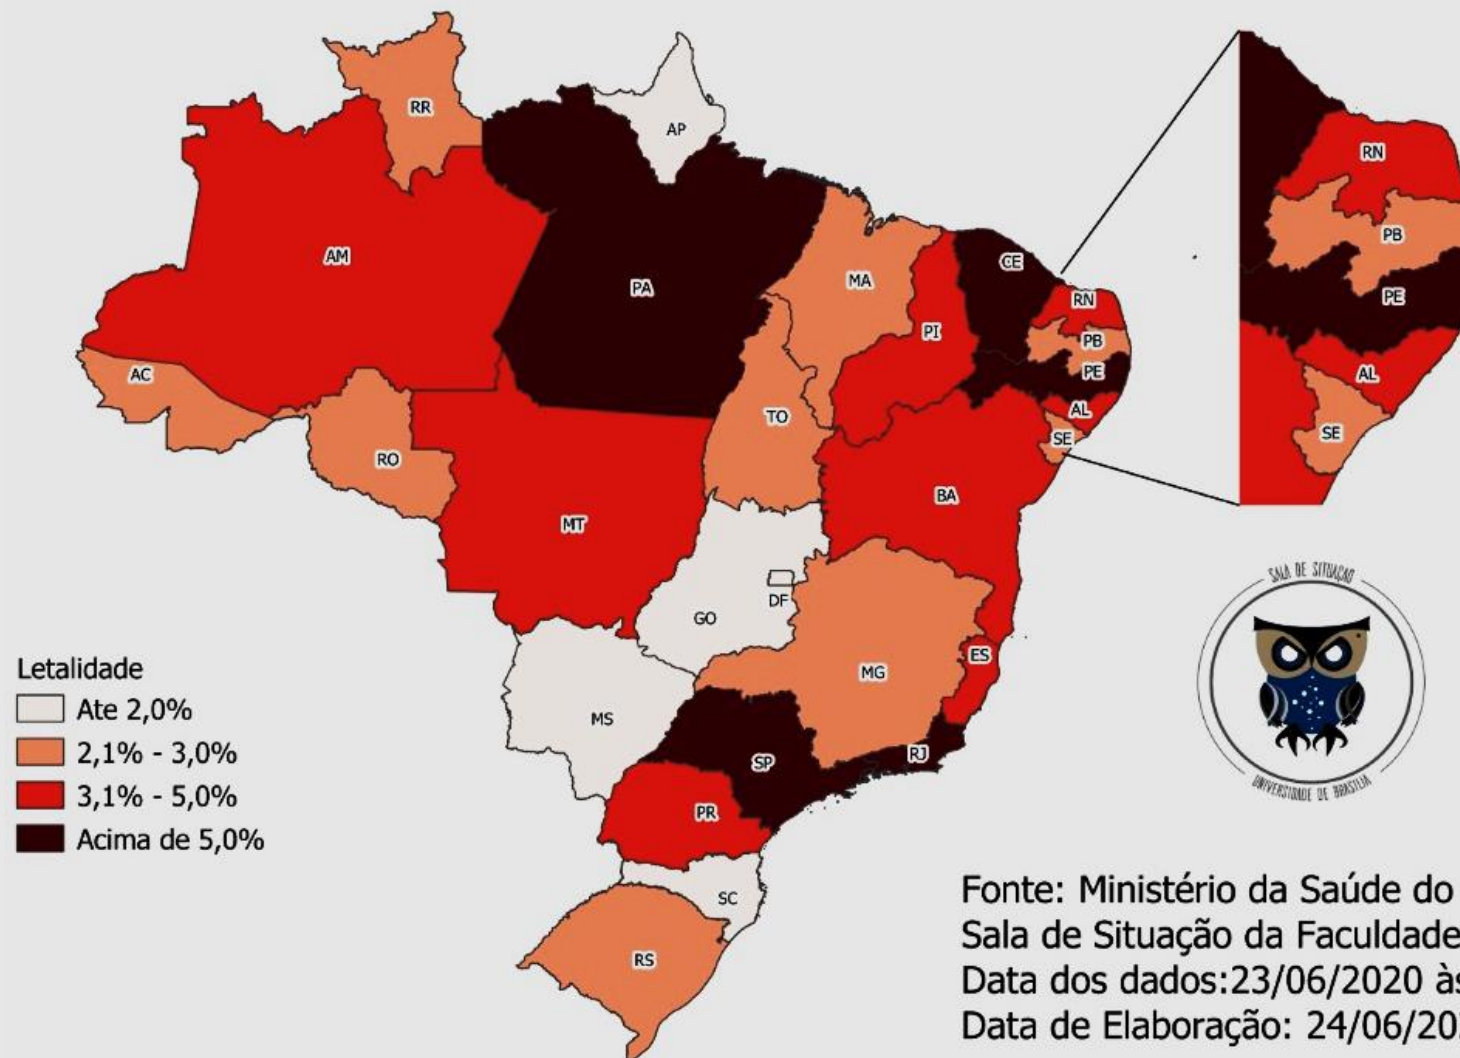 RR
AP
AM
PA
MA
CE
RN
PI
PB
PE
AC
TO
AL
SE
RO
BA
MT
DF
GO
ES
MG
MS
SP
RJ
PR
SC
RS
RN
PB
PE
AL
SE
Letalidade
Ate 2,0%
2,1% - 3,0%
3,1% - 5,0%
Acima de 5,0%
SALA DE SITUAÇÃO
UNIVERSIDADE DE BRASÍLIA
Fonte: Ministério da Saúde do
Sala de Situação da Faculdade
Data dos dados:23/06/2020 às
Data de Elaboração: 24/06/20